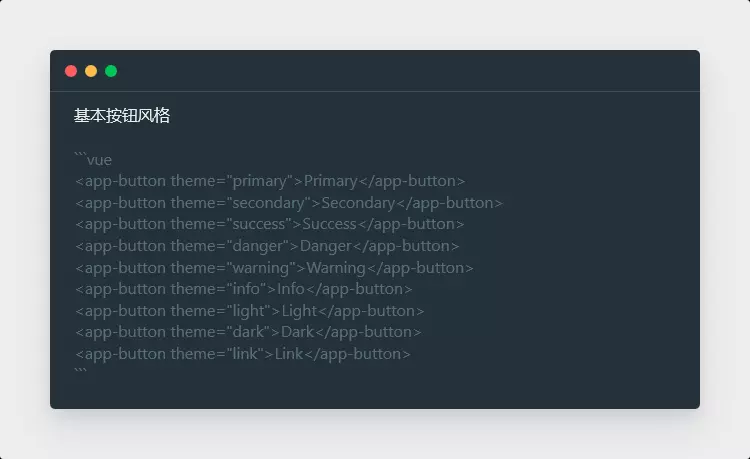 基本按钮风格
```vue
<app-button theme="primary">Primary</app-button>
<app-button theme="secondary">Secondary</app-button>
<app-button theme="success">Success</app-button>
<app-button theme="danger">Danger</app-button>
<app-button theme="warning">Warning</app-button>
<app-button theme="info">Info</app-button>
<app-button theme="light">Light</app-button>
<app-button theme="dark">Dark</app-button>
<app-button theme="link">Link</app-button>
```